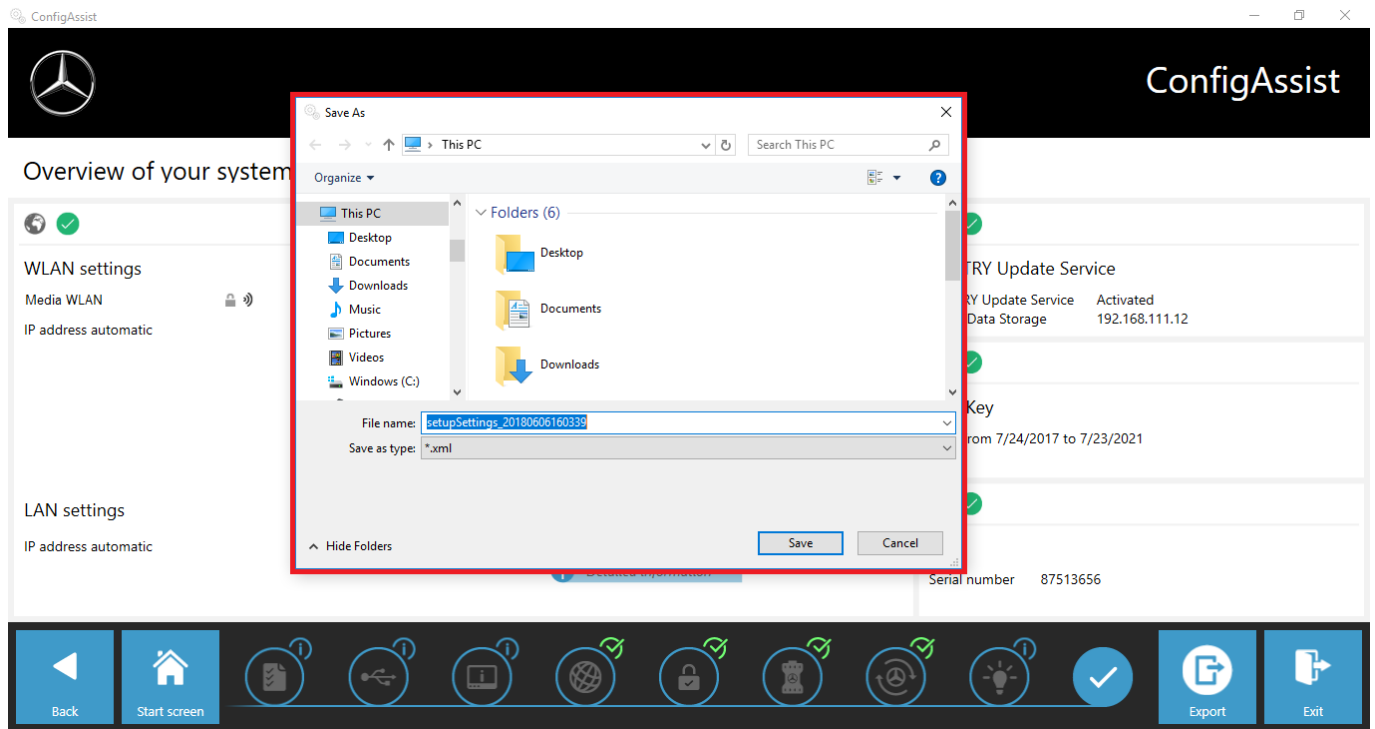 ConfigAssist
ConfigAssist
Save As
This PC
Search This PC
Organize
Overview of your system
This PC
Desktop
Documents
Downloads
Music
Pictures
Videos
Windows (C:)
Folders (6)
Desktop
Documents
Downloads
File name: setupSettings_20180606160339
Save as type: *.xml
Hide Folders
Save
Cancel
WLAN settings
Media WLAN
IP address automatic
LAN settings
IP address automatic
Update Service
Update Service Activated
Data Storage 192.168.111.12
Key
7/24/2017 to 7/23/2021
Serial number 87513656
Back
Start screen
Export
Exit